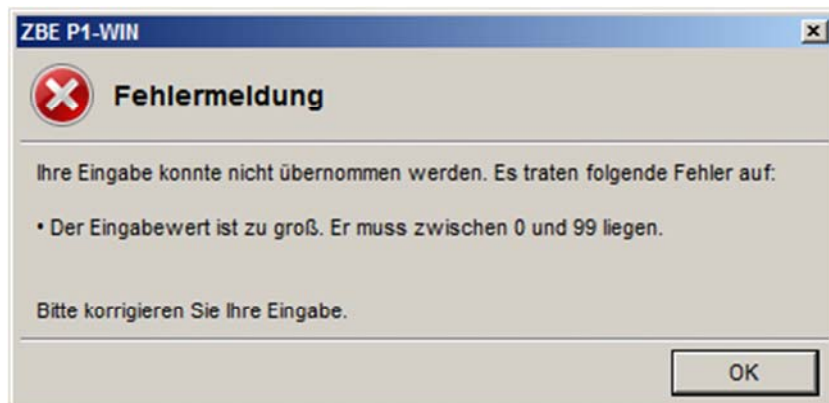 ZBE P1-WIN
Fehlermeldung
Ihre Eingabe konnte nicht übernommen werden. Es traten folgende Fehler auf:
• Der Eingabewert ist zu groß. Er muss zwischen 0 und 99 liegen.
Bitte korrigieren Sie Ihre Eingabe.
OK